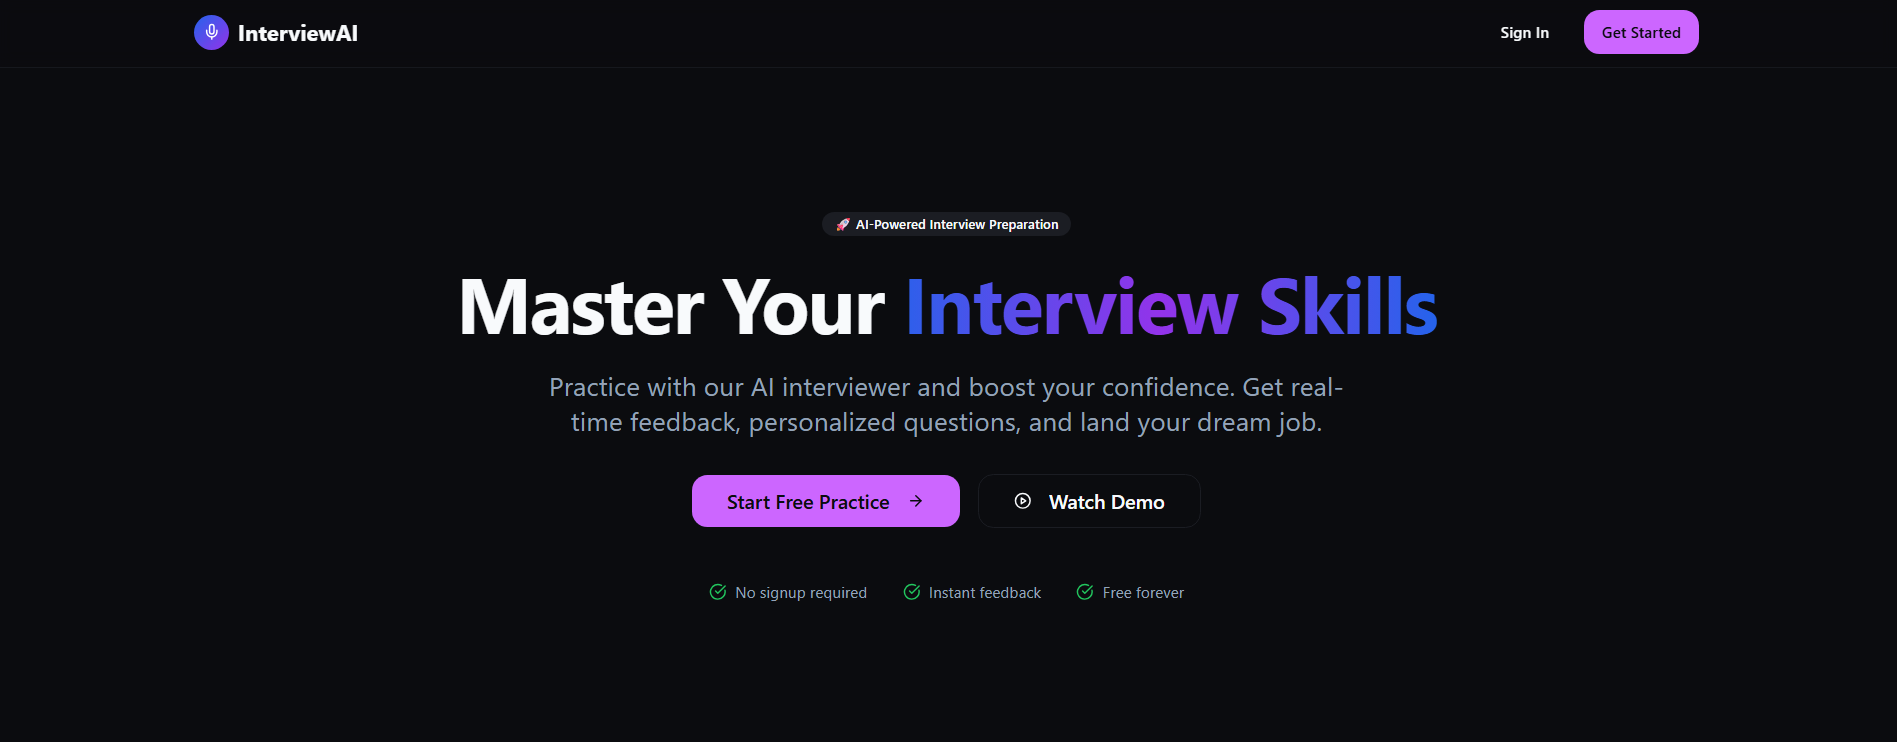 InterviewAI
Sign In
Get Started
🚀 AI-Powered Interview Preparation
Master Your Interview Skills
Practice with our AI interviewer and boost your confidence. Get real-
time feedback, personalized questions, and land your dream job.
Start Free Practice →
Watch Demo
No signup required
Instant feedback
Free forever